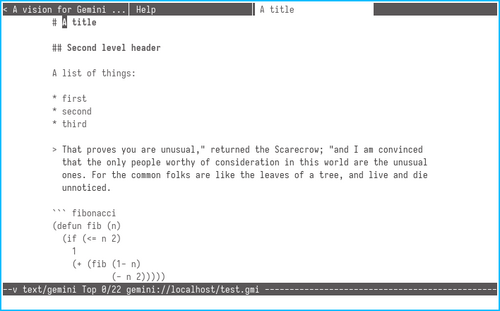 < A vision for Gemini ...| Help | A title
# A title
## Second level header
A list of things:
* first
* second
* third
> That proves you are unusual," returned the Scarecrow; "and I am convinced
that the only people worthy of consideration in this world are the unusual
ones. For the common folks are like the leaves of a tree, and live and die
unnoticed.
``` fibonacci
(defun fib (n)
(if (<= n 2)
1
(+ (fib (1- n)
(- n 2)))))
--v text/gemini Top 0/22 gemini://localhost/test.gmi --------------------------------------------